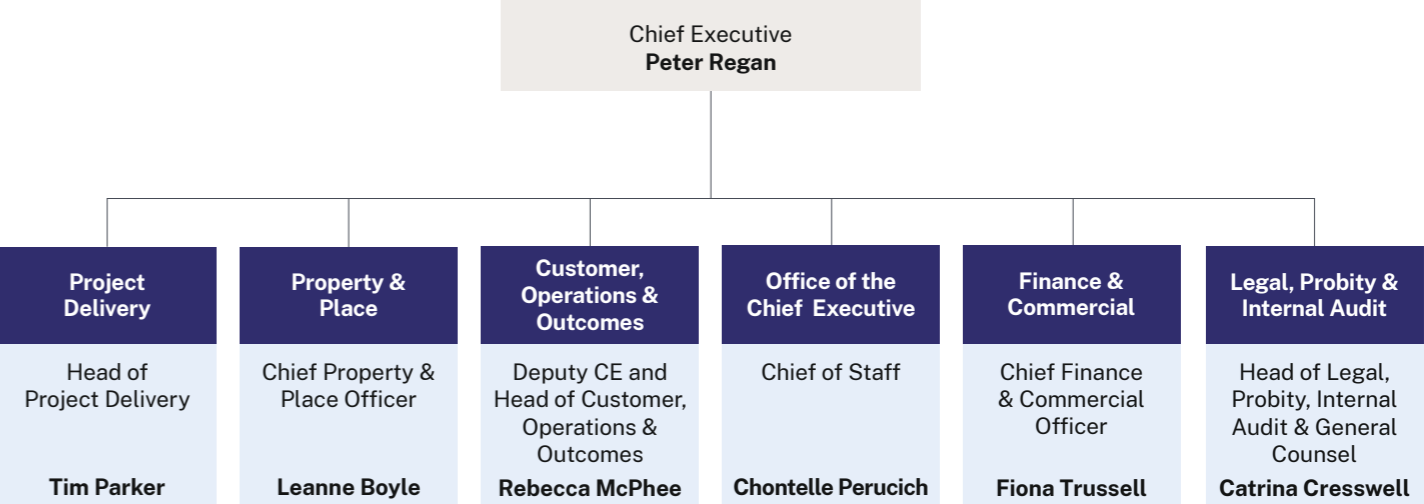 Chief Executive
Peter Regan
Project
Delivery
Head of
Project Delivery
Tim Parker
Property &
Place
Chief Property &
Place Officer
Leanne Boyle
Customer,
Operations &
Outcomes
Deputy CE and
Head of Customer,
Operations &
Outcomes
Rebecca McPhee
Office of the
Chief Executive
Chief of Staff
Chontelle Perucich
Finance &
Commercial
Chief Finance
& Commercial
Officer
Fiona Trussell
Legal, Probity &
Internal Audit
Head of Legal,
Probity, Internal
Audit & General
Counsel
Catrina Cresswell